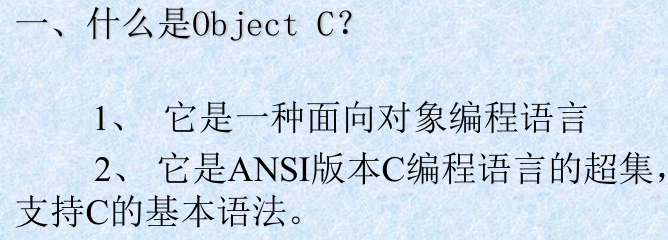 一、什么是Object C？
1、 它是一种面向对象编程语言
2、 它是ANSI版本C编程语言的超集，
支持C的基本语法。